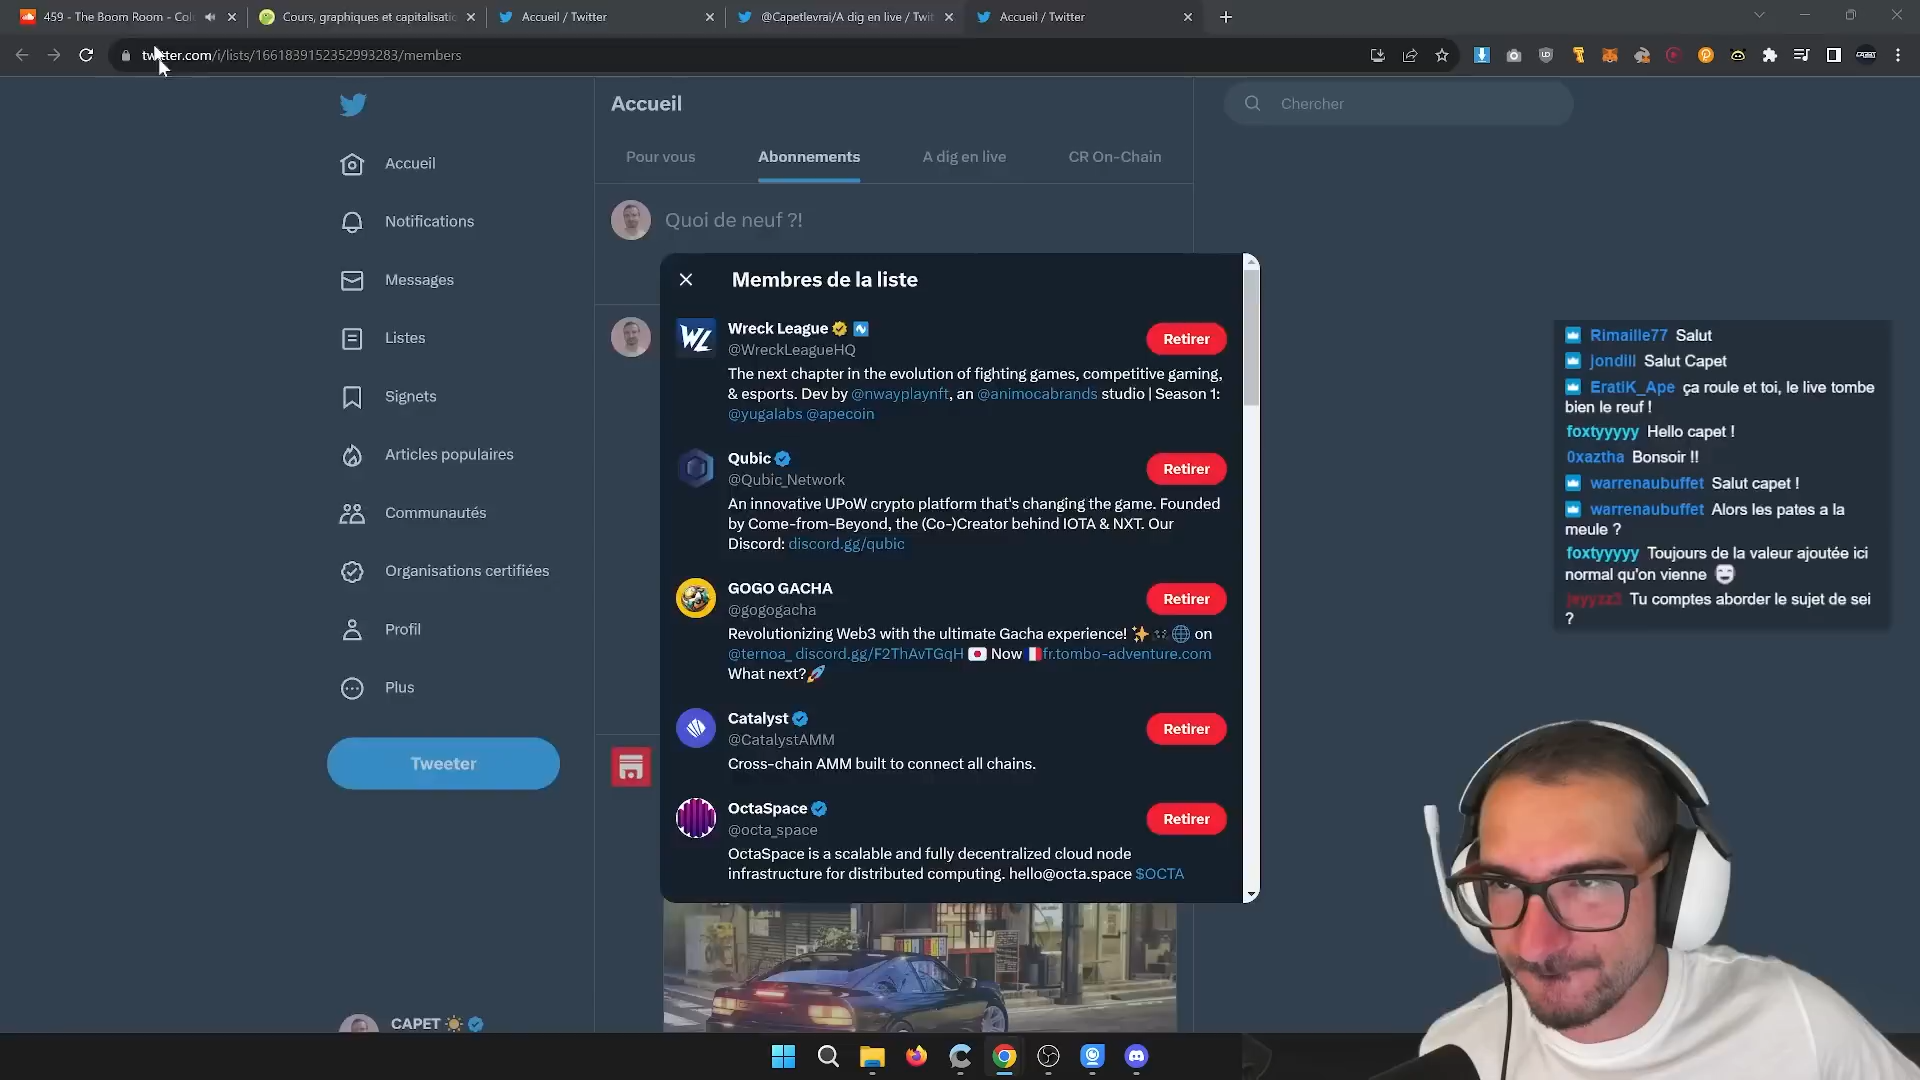 459 - The Boom Room - Col
Cours, graphiques et capitalisati
Accueil / Twitter
@Capetlevrai/A dig en live / Twit
Accueil / Twitter
twitter.com/i/lists/1661839152352993283/members
Accueil
Chercher
Pour vous
Abonnements
A dig en live
CR On-Chain
Accueil
Notifications
Messages
Listes
Signets
Articles populaires
Communautés
Organisations certifiées
Profil
Plus
Tweeter
CAPET
Quoi de neuf ?!
Membres de la liste
WL
Wreck League
@WreckLeagueHQ
Retirer
The next chapter in the evolution of fighting games, competitive gaming,
& esports. Dev by @nwayplaynft, an @animocabrands studio | Season 1:
@yugalabs @apecoin
Qubic
@Qubic_Network
Retirer
An innovative UPoW crypto platform that's changing the game. Founded
by Come-from-Beyond, the (Co-)Creator behind IOTA & NXT. Our
Discord: discord.gg/qubic
GOGO GACHA
@gogogacha
Retirer
Revolutionizing Web3 with the ultimate Gacha experience! on
@ternoa_ discord.gg/F2ThAvTGqH Now fr.tombo-adventure.com
What next?
Catalyst
@CatalystAMM
Retirer
Cross-chain AMM built to connect all chains.
OctaSpace
@octa_space
Retirer
OctaSpace is a scalable and fully decentralized cloud node
infrastructure for distributed computing. hello@octa.space $OCTA
Rimaille77 Salut
jondill Salut Capet
EratIK_Ape ça roule et toi, le live tombe
bien le reuf !
foxtyyyyy Hello capet !
0xaztha Bonsoir !!
warrenaubuffet Salut capet !
warrenaubuffet Alors les pates a la
meule ?
foxtyyyyy Toujours de la valeur ajoutée ici
normal qu'on vienne
Tu comptes aborder le sujet de sei
?